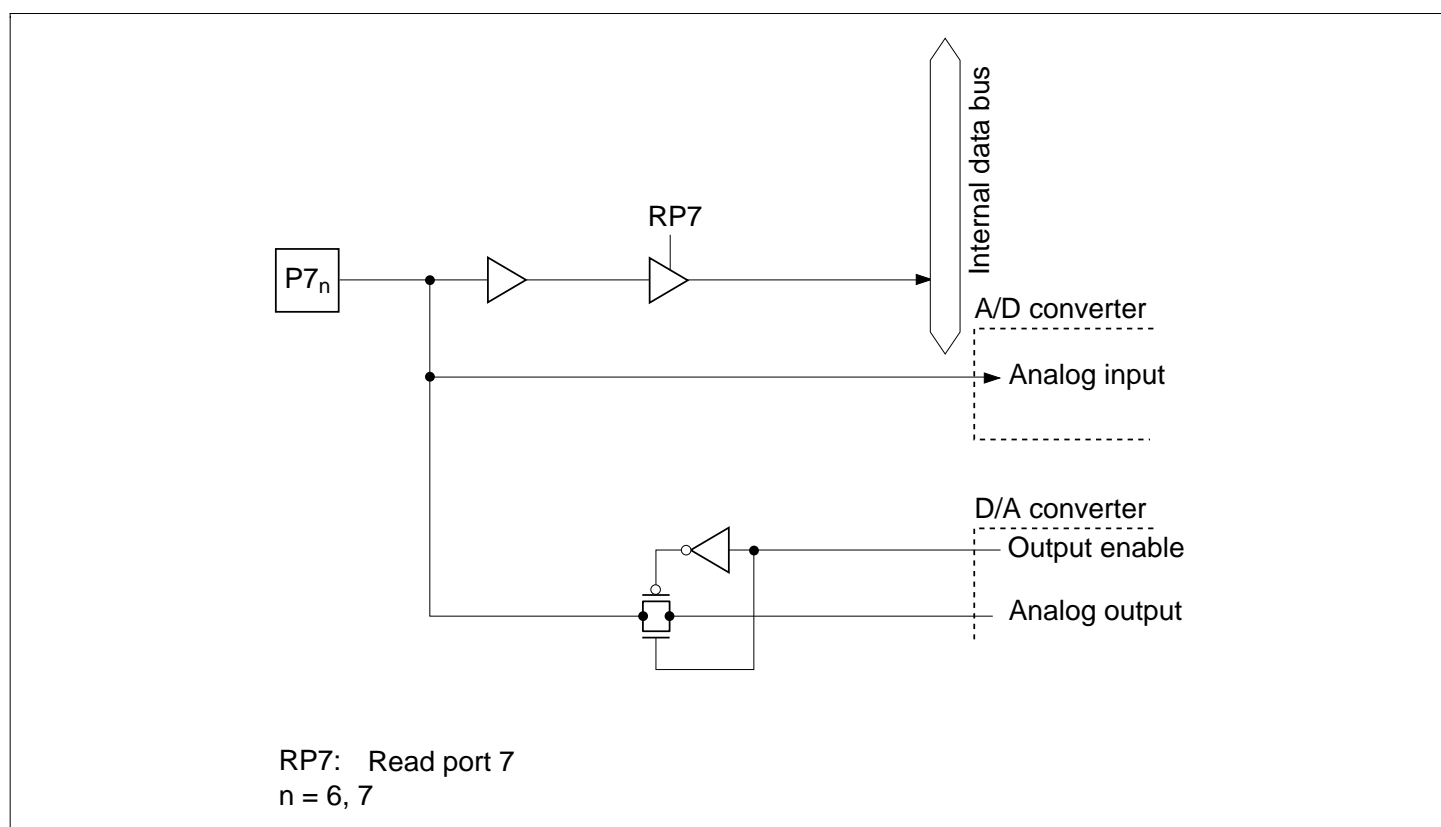 Internal data bus
RP7
P7n
A/D converter
Analog input
D/A converter
Output enable
Analog output
RP7: Read port 7
n = 6, 7